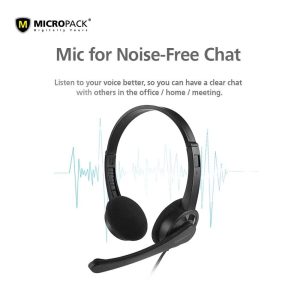 MICROPACK®
Digitally Yours
Mic for Noise-Free Chat
Listen to your voice better, so you can have a clear chat
with others in the office / home / meeting.